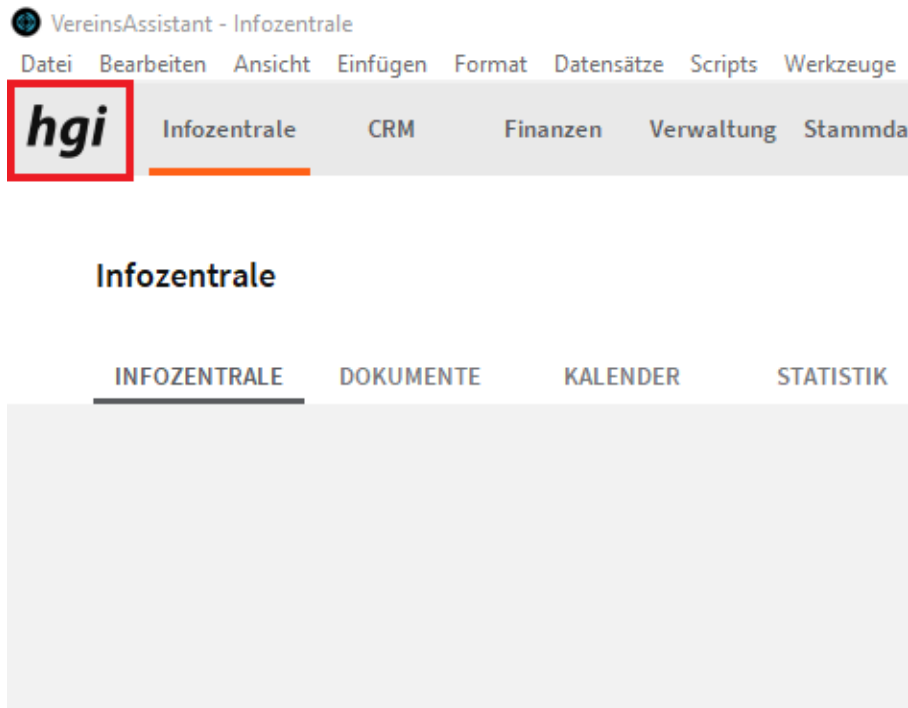 VereinsAssistant - Infozentrale
Datei Bearbeiten Ansicht Einfügen Format Datensätze Scripts Werkzeuge
hgi Infozentrale CRM Finanzen Verwaltung Stammda
Infozentrale
INFOZENTRALE DOKUMENTE KALENDER STATISTIK